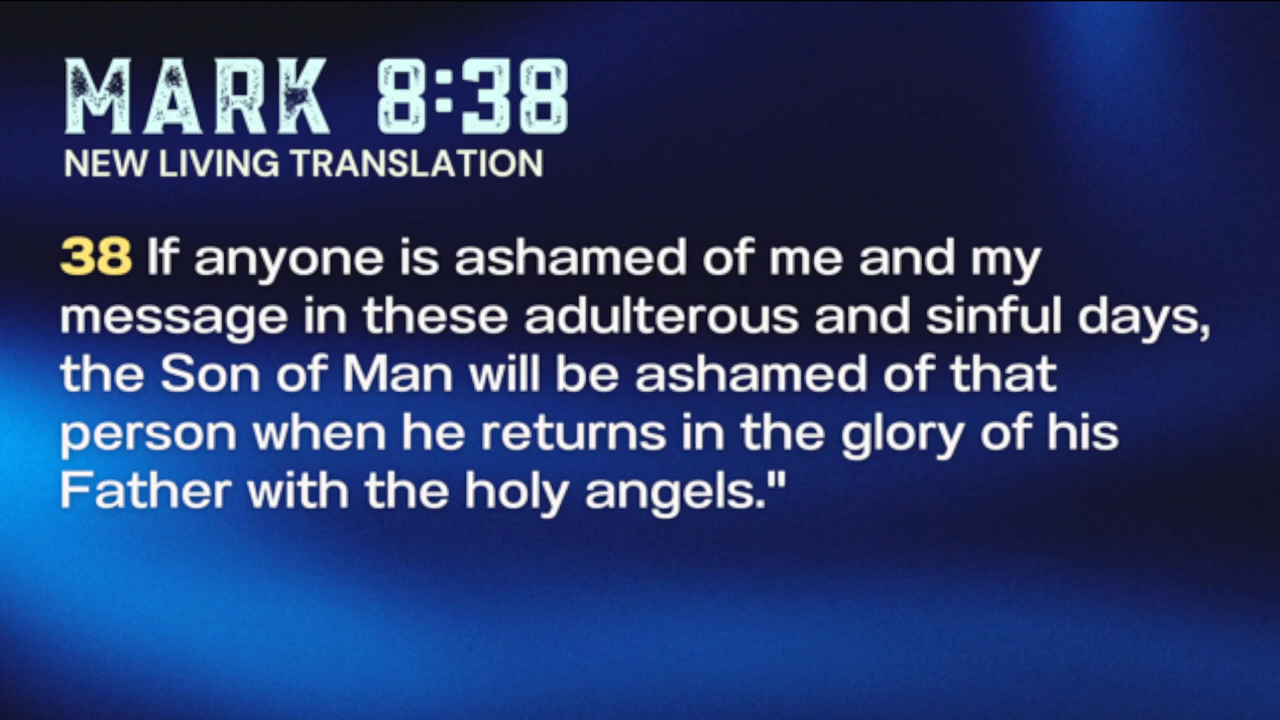 MARK 8:38
NEW LIVING TRANSLATION
38 If anyone is ashamed of me and my
message in these adulterous and sinful days,
the Son of Man will be ashamed of that
person when he returns in the glory of his
Father with the holy angels."